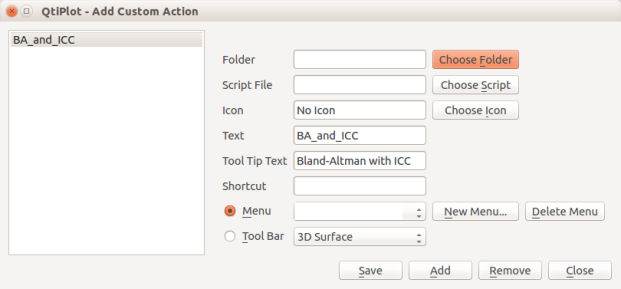 QtiPlot - Add Custom Action
BA_and_ICC
Folder Choose Folder
Script File Choose Script
Icon No Icon Choose Icon
Text BA_and_ICC
Tool Tip Text Bland-Altman with ICC
Shortcut
Menu New Menu... Delete Menu
Tool Bar 3D Surface
Save Add Remove Close